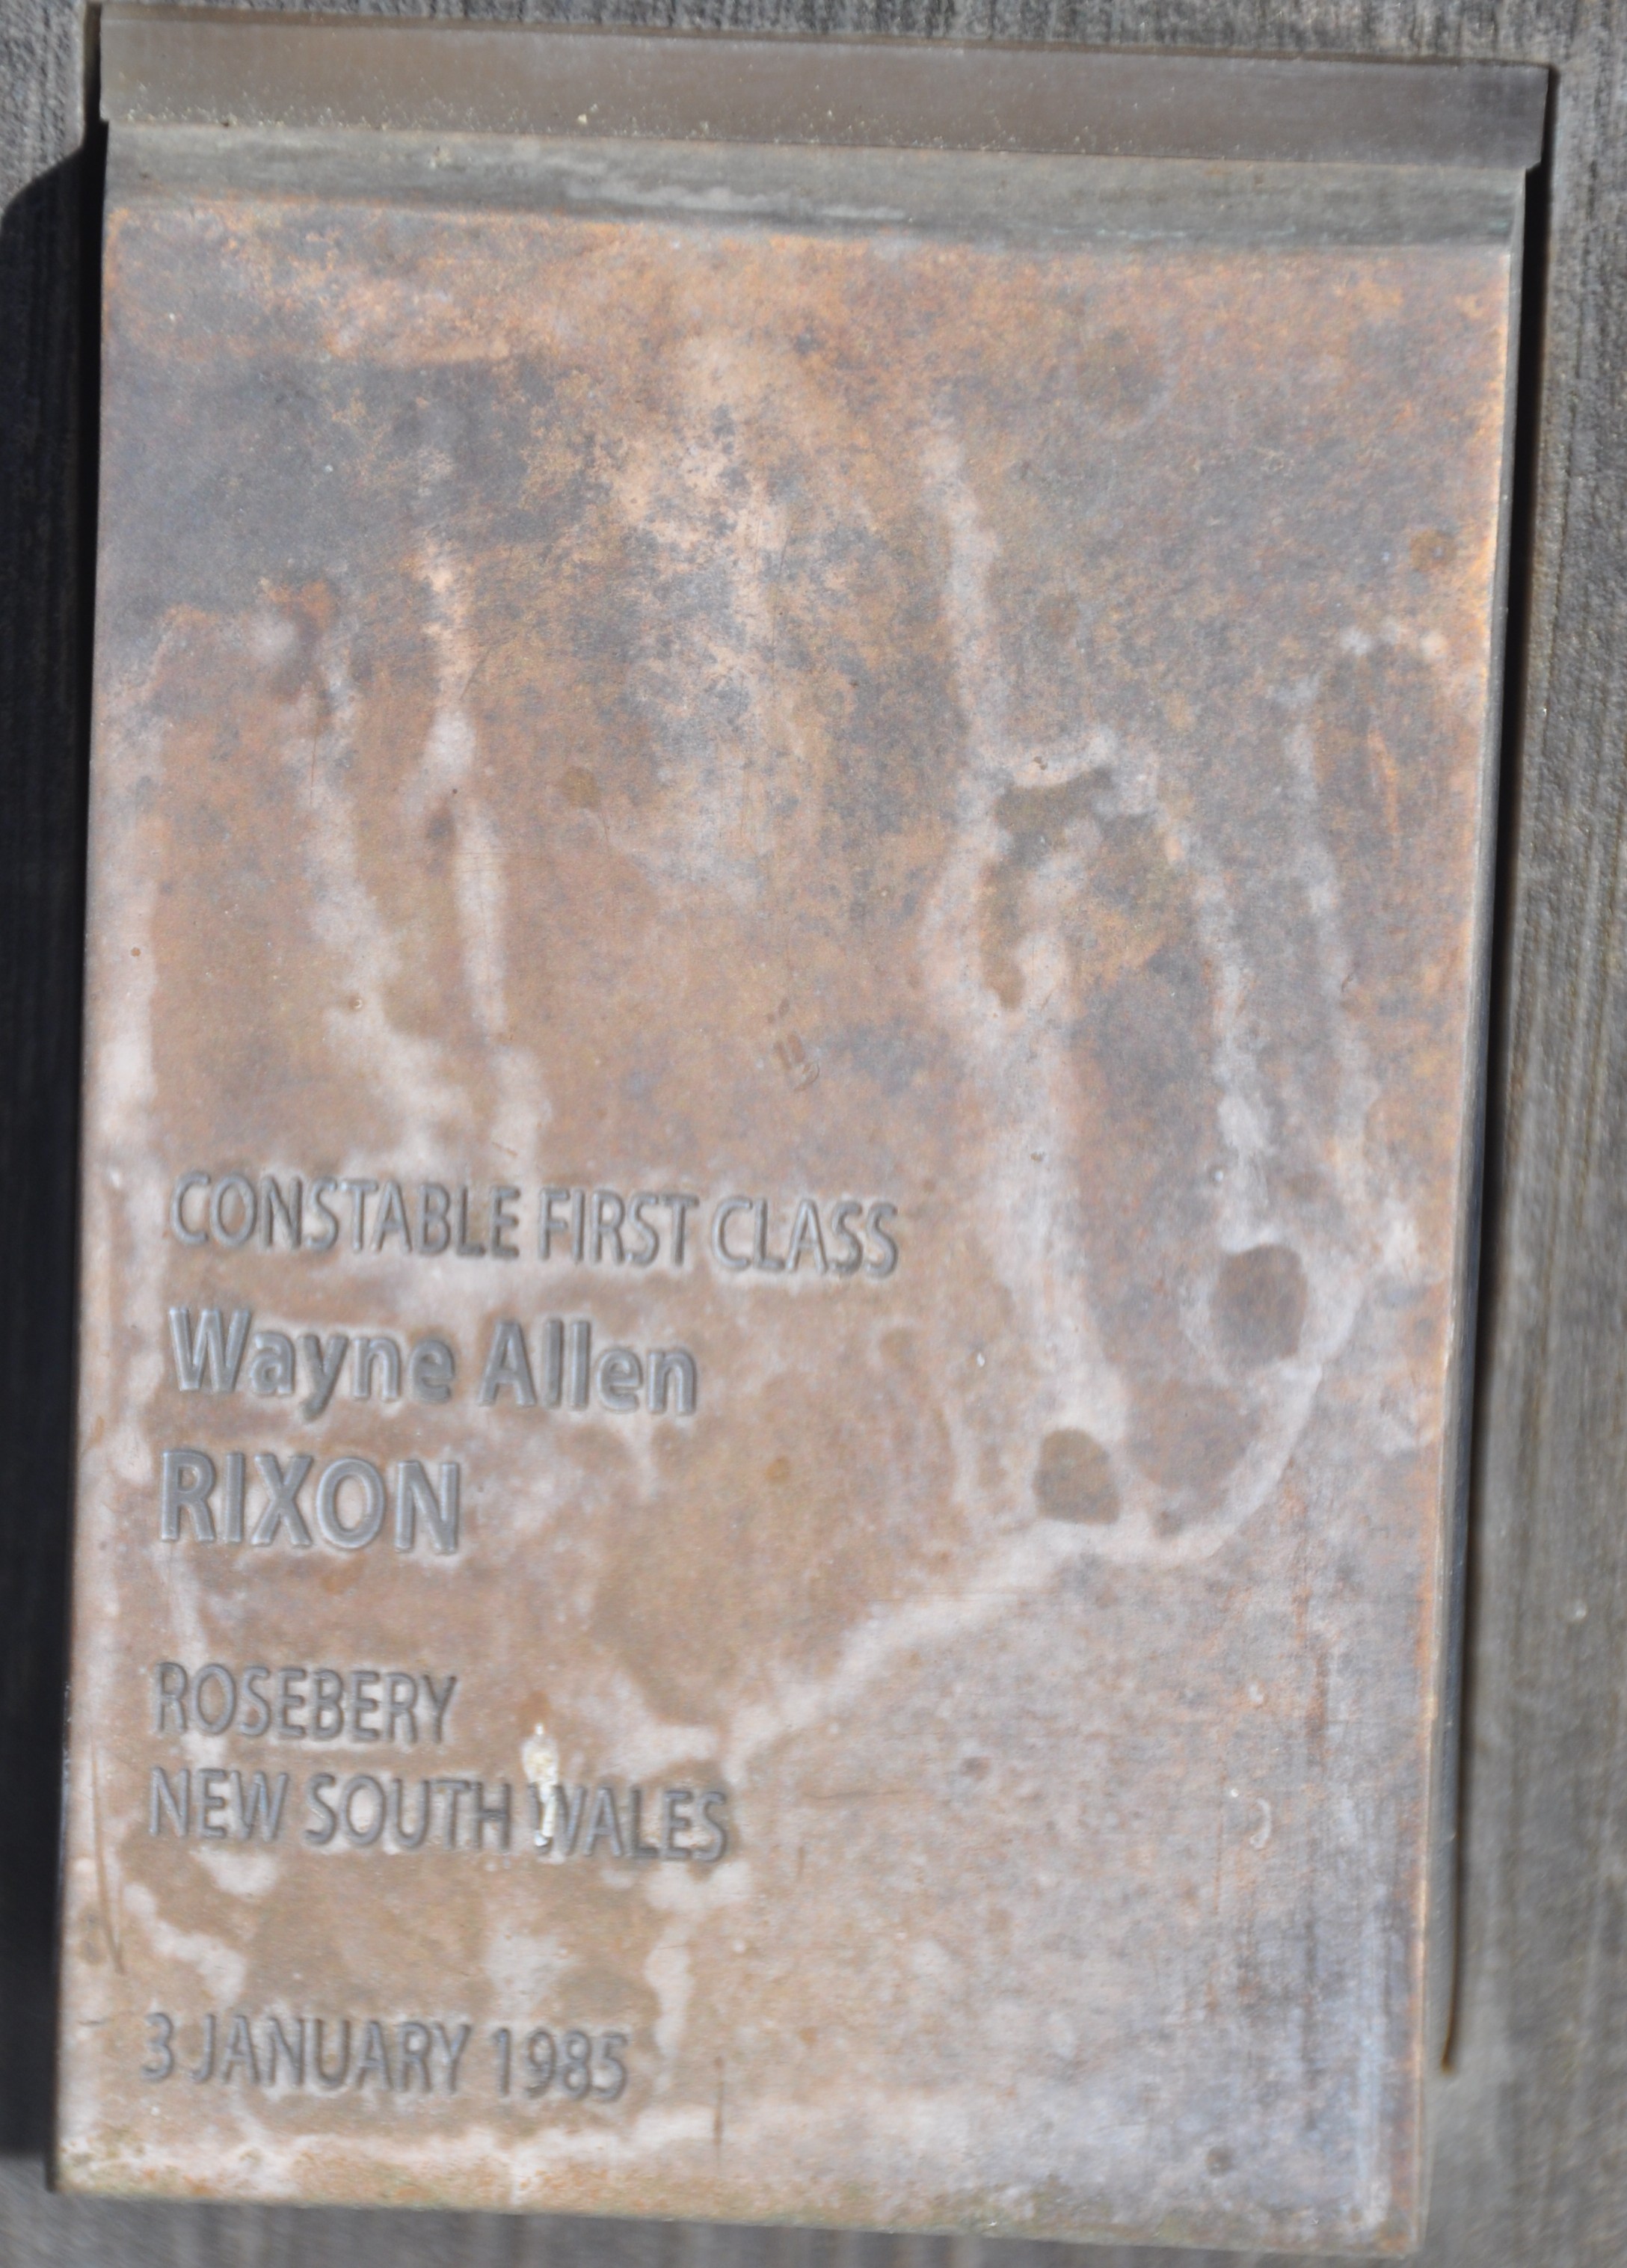 CONSTABLE FIRST CLASS
Wayne Allen
RIXON
ROSEBERY
NEW SOUTH WALES
3 JANUARY 1985